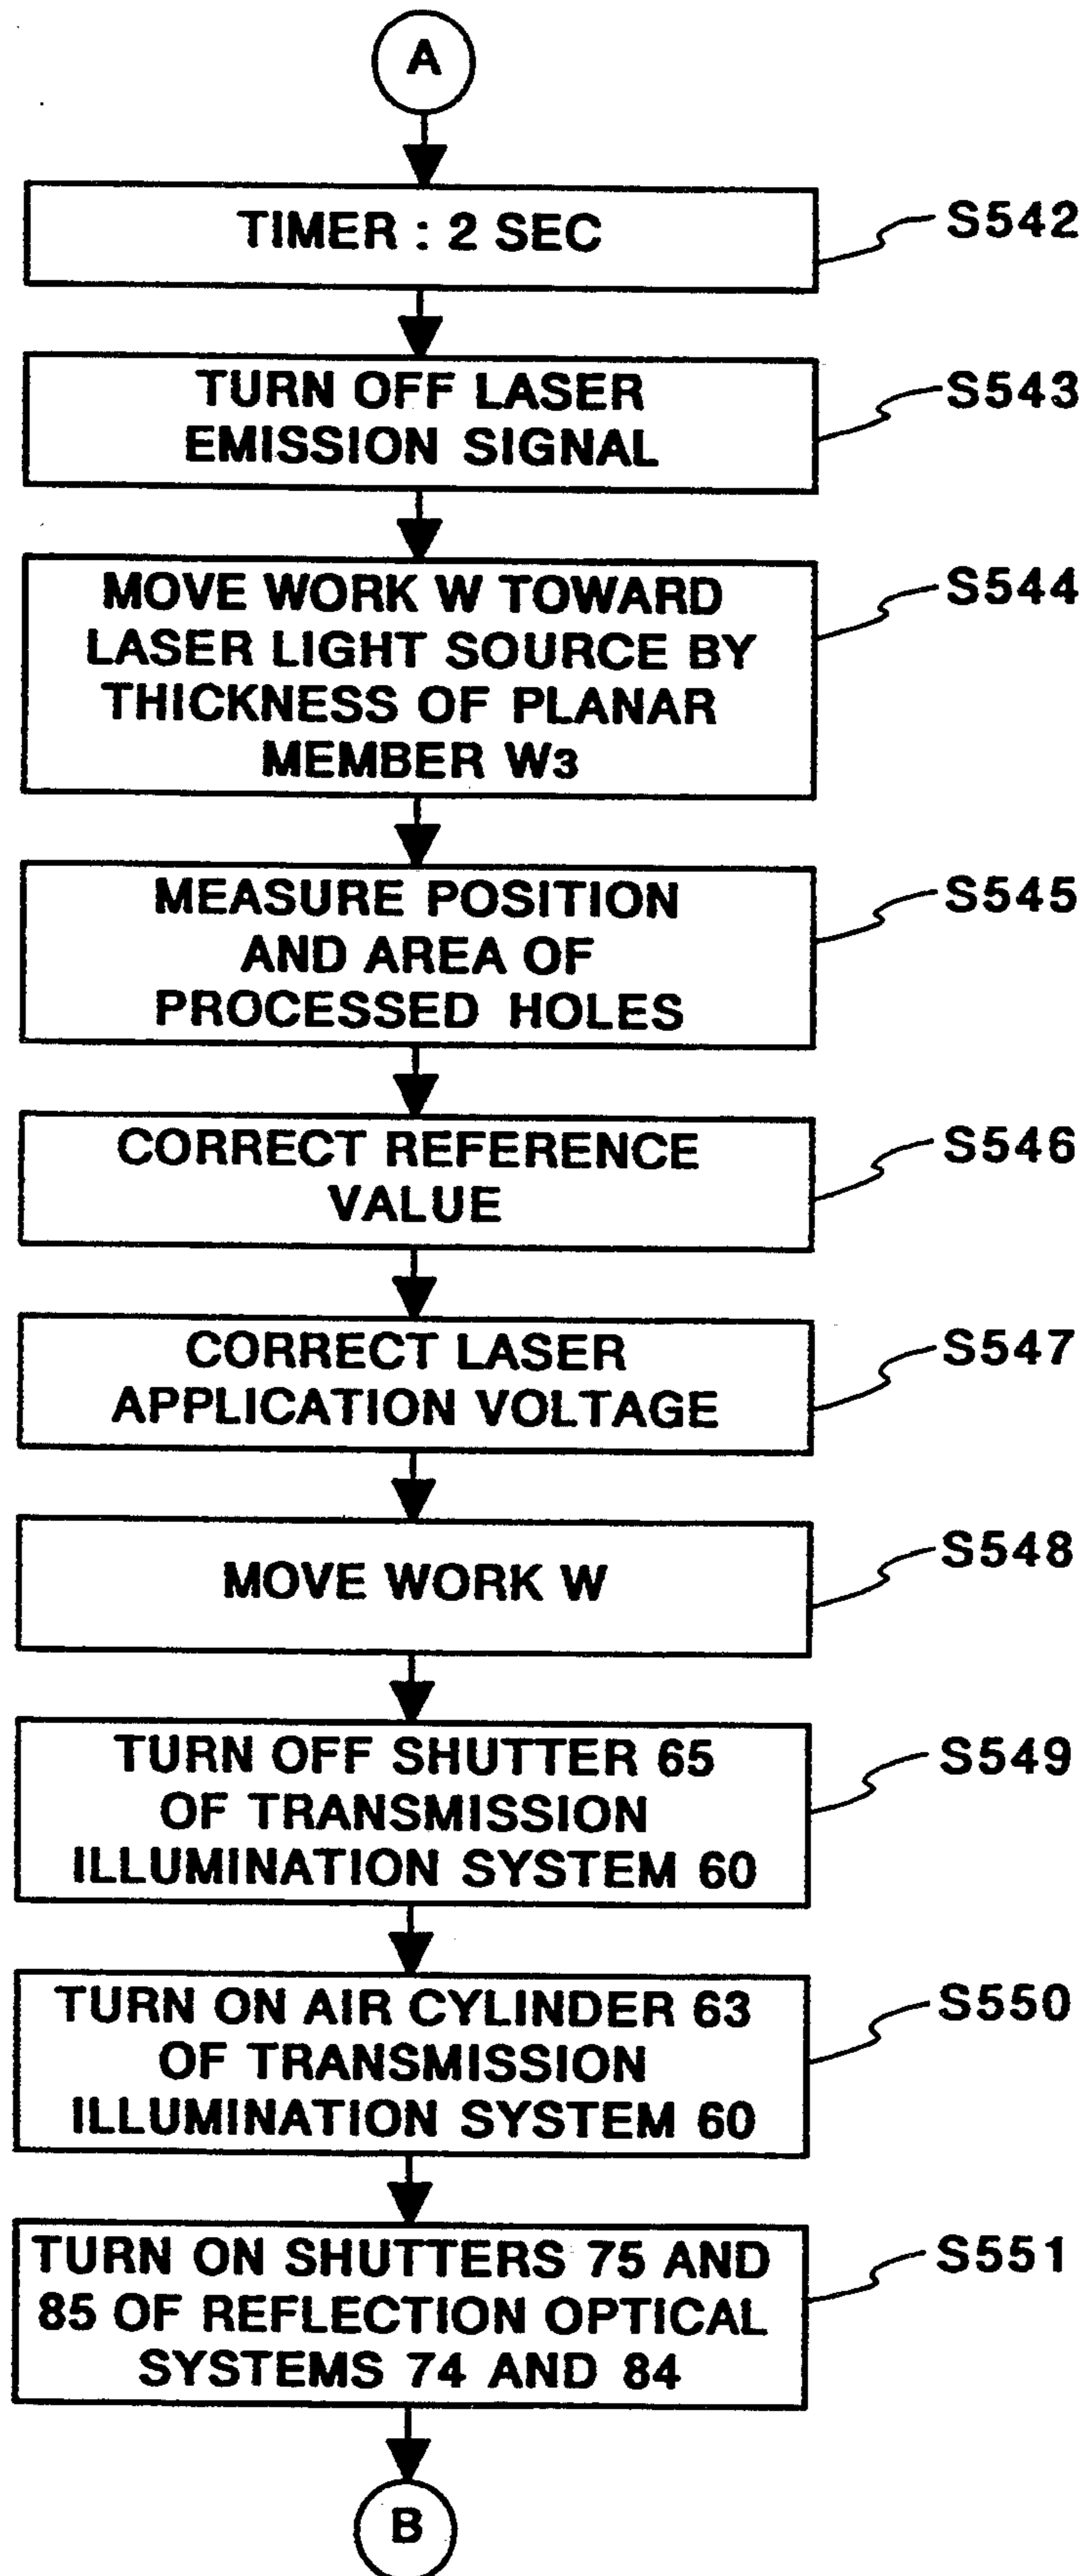 A
TIMER : 2 SEC
S542
TURN OFF LASER
EMISSION SIGNAL
S543
MOVE WORK W TOWARD
LASER LIGHT SOURCE BY
THICKNESS OF PLANAR
MEMBER W3
S544
MEASURE POSITION
AND AREA OF
PROCESSED HOLES
S545
CORRECT REFERENCE
VALUE
S546
CORRECT LASER
APPLICATION VOLTAGE
S547
MOVE WORK W
S548
TURN OFF SHUTTER 65
OF TRANSMISSION
ILLUMINATION SYSTEM 60
S549
TURN ON AIR CYLINDER 63
OF TRANSMISSION
ILLUMINATION SYSTEM 60
S550
TURN ON SHUTTERS 75 AND
85 OF REFLECTION OPTICAL
SYSTEMS 74 AND 84
S551
B